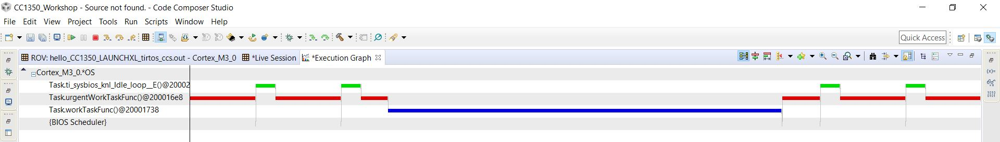 CC1350_Workshop - Source not found. - Code Composer Studio
File Edit View Project Tools Run Scripts Window Help
Quick Access
ROV: hello_CC1350_LAUNCHXL_tirtos_ccs.out - Cortex_M3_0 *Live Session *Execution Graph
Cortex_M3_0.*OS
Task.ti_sysbios_knl_Idle_loop__E()@20002
Task.urgentWorkTaskFunc()@200016e8
Task.workTaskFunc()@20001738
{BIOS Scheduler}
(x)=
1010
0101